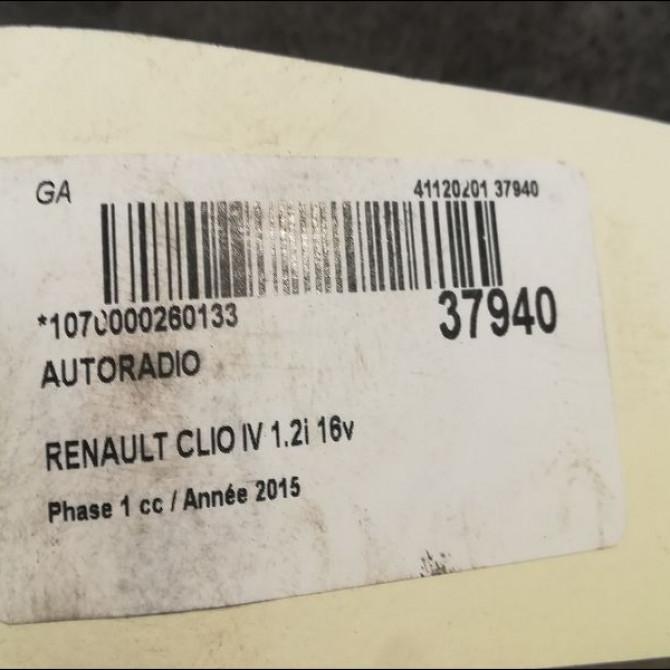 GA
41120201 37940
*1070000260133
37940
AUTORADIO
RENAULT CLIO IV 1.2i 16v
Phase 1 cc / Année 2015